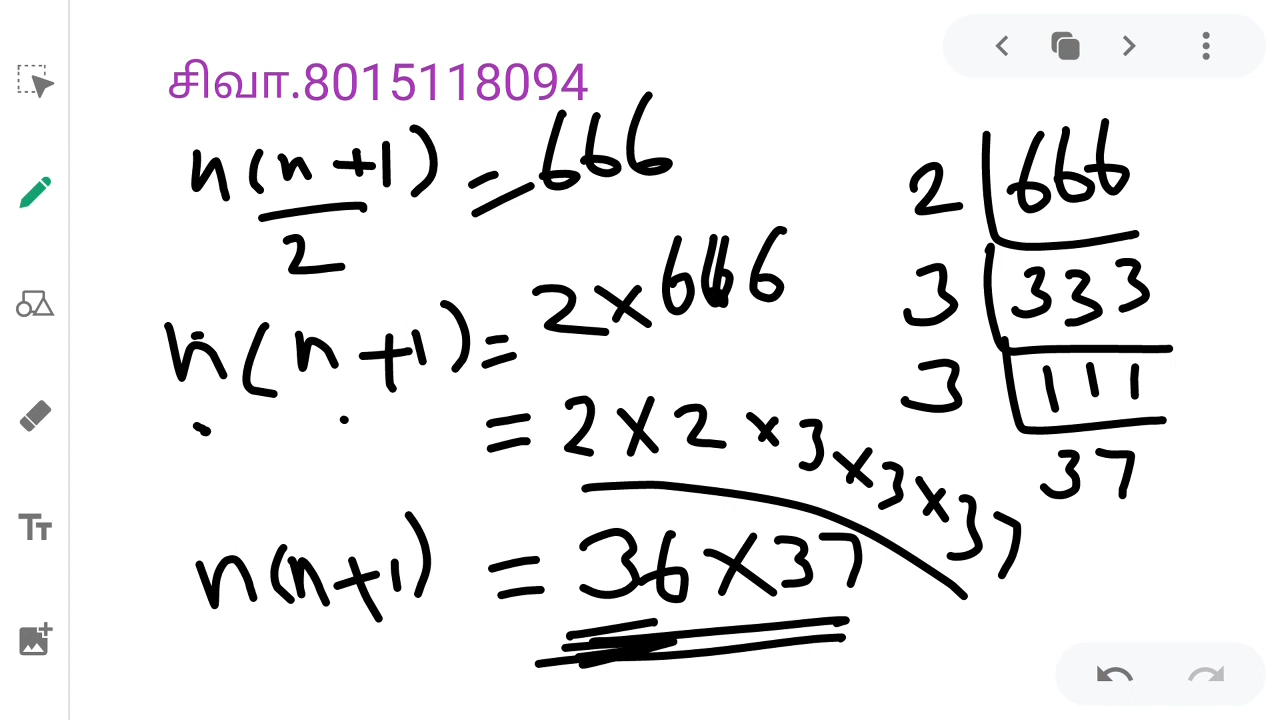 சிவா.8015118094
n(n+1)/2 = 666
n(n+1) = 2×666
= 2×2×3×3×37
n(n+1) = 36×37
2 666
3 333
3 111
37
Tт